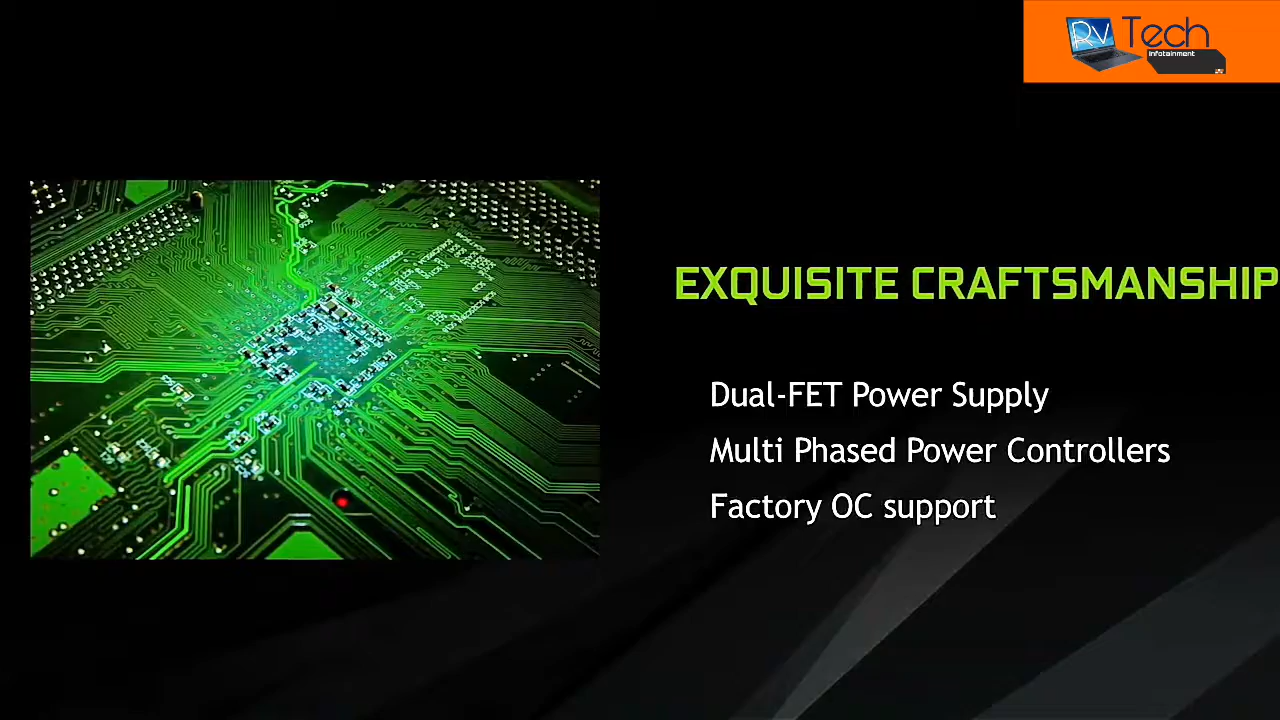 RV Tech
Infotainment
EXQUISITE CRAFTSMANSHIP
Dual-FET Power Supply
Multi Phased Power Controllers
Factory OC support